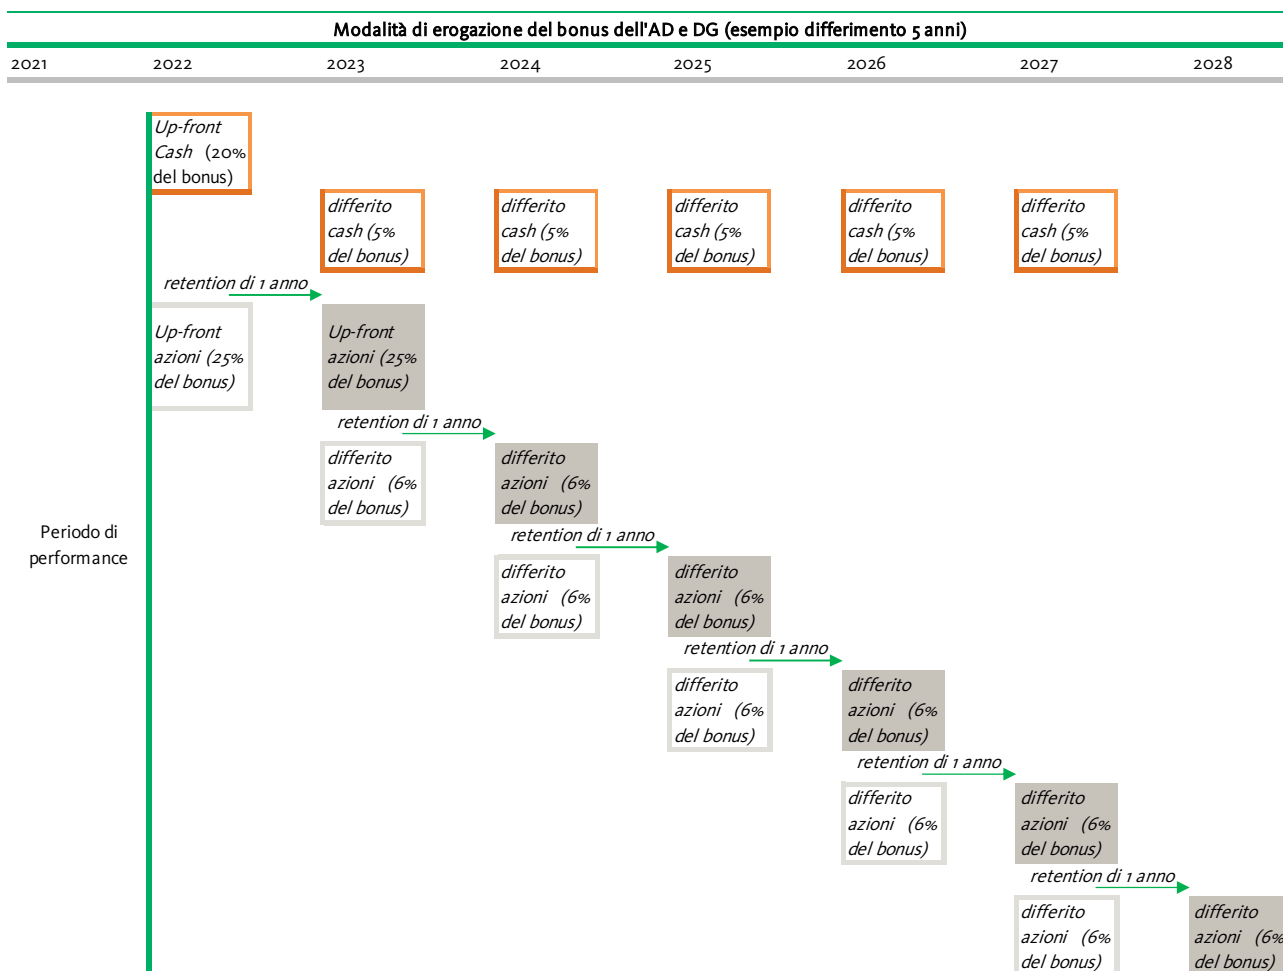 Modalità di erogazione del bonus dell'AD e DG (esempio differimento 5 anni)
2021 2022 2023 2024 2025 2026 2027 2028
Up-front
Cash (20%
del bonus)
differito
cash (5%
del bonus)
differito
cash (5%
del bonus)
differito
cash (5%
del bonus)
differito
cash (5%
del bonus)
differito
cash (5%
del bonus)
retention di 1 anno
Up-front
azioni (25%
del bonus)
Up-front
azioni (25%
del bonus)
retention di 1 anno
differito
azioni (6%
del bonus)
differito
azioni (6%
del bonus)
Periodo di
performance
retention di 1 anno
differito
azioni (6%
del bonus)
differito
azioni (6%
del bonus)
retention di 1 anno
differito
azioni (6%
del bonus)
differito
azioni (6%
del bonus)
retention di 1 anno
differito
azioni (6%
del bonus)
differito
azioni (6%
del bonus)
retention di 1 anno
differito
azioni (6%
del bonus)
differito
azioni (6%
del bonus)